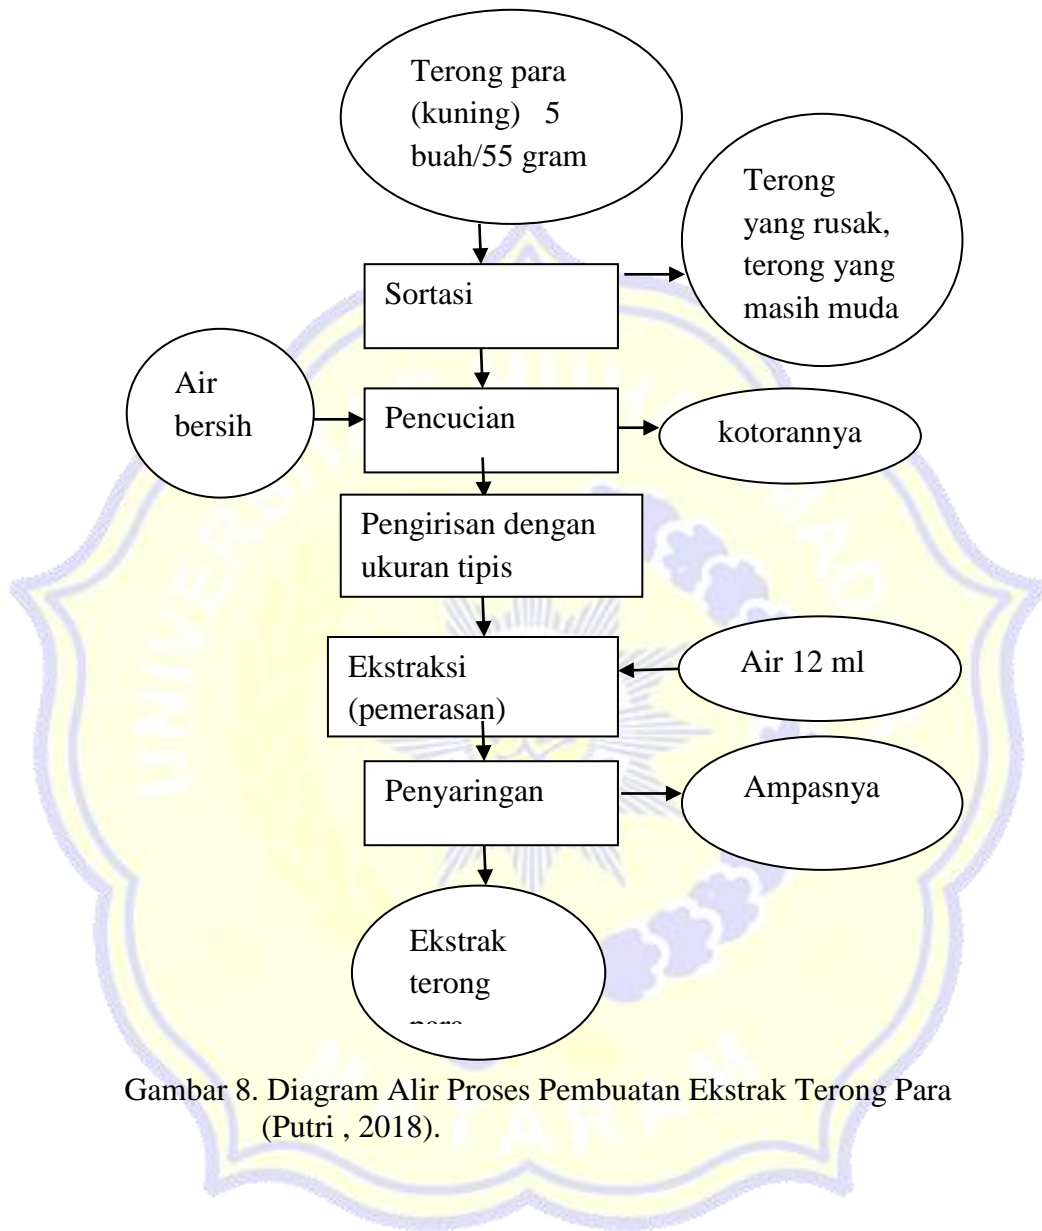 Terong para
(kuning) 5
buah/55 gram
Terong
yang rusak,
terong yang
masih muda
Sortasi
Air
bersih
Pencucian
kotorannya
Pengirisan dengan
ukuran tipis
Ekstraksi
(pemerasan)
Air 12 ml
Penyaringan
Ampasnya
Ekstrak
terong
Gambar 8. Diagram Alir Proses Pembuatan Ekstrak Terong Para
(Putri , 2018).